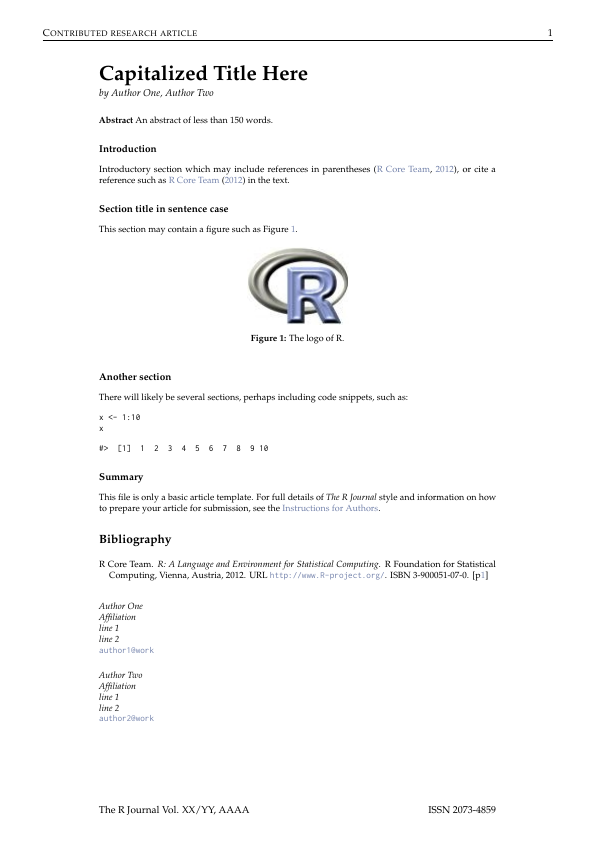 CONTRIBUTED RESEARCH ARTICLE 1
Capitalized Title Here
by Author One, Author Two
Abstract An abstract of less than 150 words.
Introduction
Introductory section which may include references in parentheses (R Core Team, 2012), or cite a
reference such as R Core Team (2012) in the text.
Section title in sentence case
This section may contain a figure such as Figure 1.
R
Figure 1: The logo of R.
Another section
There will likely be several sections, perhaps including code snippets, such as:
x <- 1:10
x
#>  [1]  1  2  3  4  5  6  7  8  9 10
Summary
This file is only a basic article template. For full details of The R Journal style and information on how
to prepare your article for submission, see the Instructions for Authors.
Bibliography
R Core Team. R: A Language and Environment for Statistical Computing. R Foundation for Statistical
Computing, Vienna, Austria, 2012. URL http://www.R-project.org/. ISBN 3-900051-07-0. [p1]
Author One
Affiliation
line 1
line 2
author1@work
Author Two
Affiliation
line 1
line 2
author2@work
The R Journal Vol. XX/YY, AAAA ISSN 2073-4859